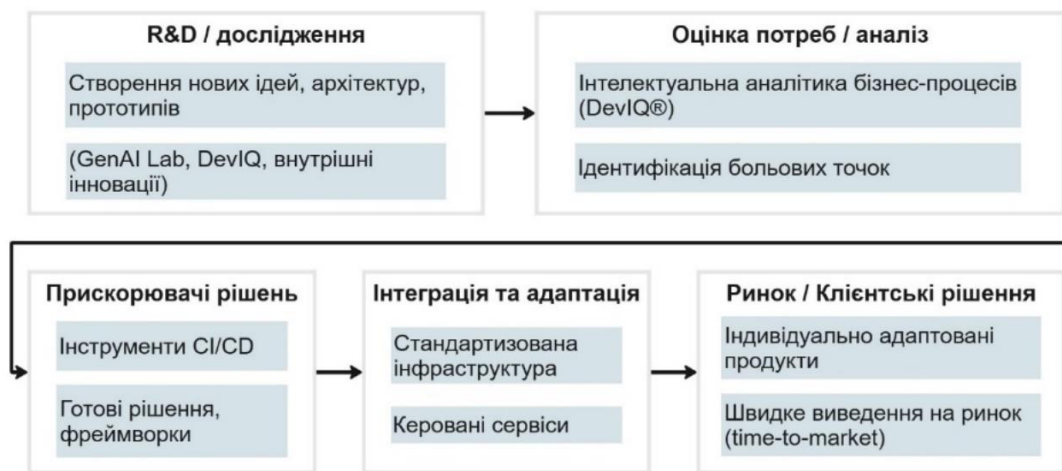 R&D / дослідження
Створення нових ідей, архітектур,
прототипів
(GenAI Lab, DevIQ, внутрішні
інновації)
Оцінка потреб / аналіз
Інтелектуальна аналітика бізнес-процесів
(DevIQ®)
Ідентифікація больових точок
Прискорювачі рішень
Інструменти CI/CD
Готові рішення,
фреймворки
Інтеграція та адаптація
Стандартизована
інфраструктура
Керовані сервіси
Ринок / Клієнтські рішення
Індивідуально адаптовані
продукти
Швидке виведення на ринок
(time-to-market)